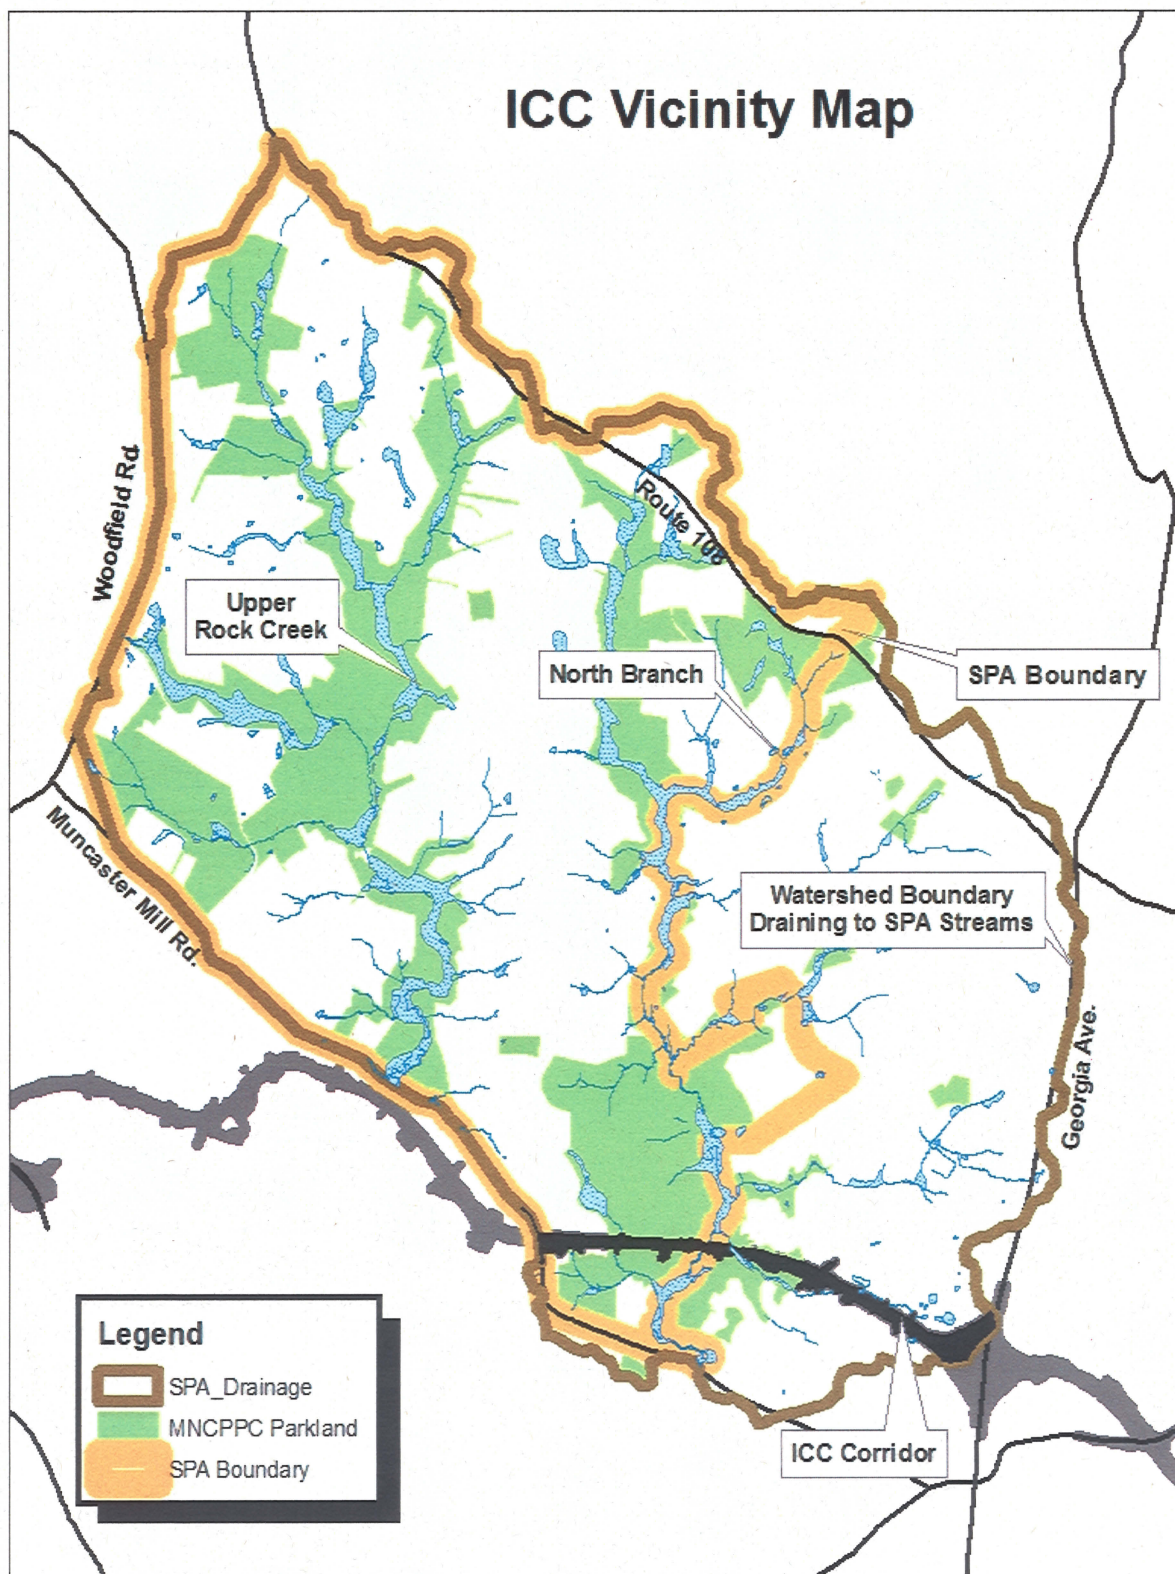 ICC Vicinity Map
Woodfield Rd.
Route 108
Upper
Rock Creek
North Branch
SPA Boundary
Muncaster Mill Rd.
Watershed Boundary
Draining to SPA Streams
Georgia Ave.
Legend
SPA_Drainage
MNCPPC Parkland
SPA Boundary
ICC Corridor